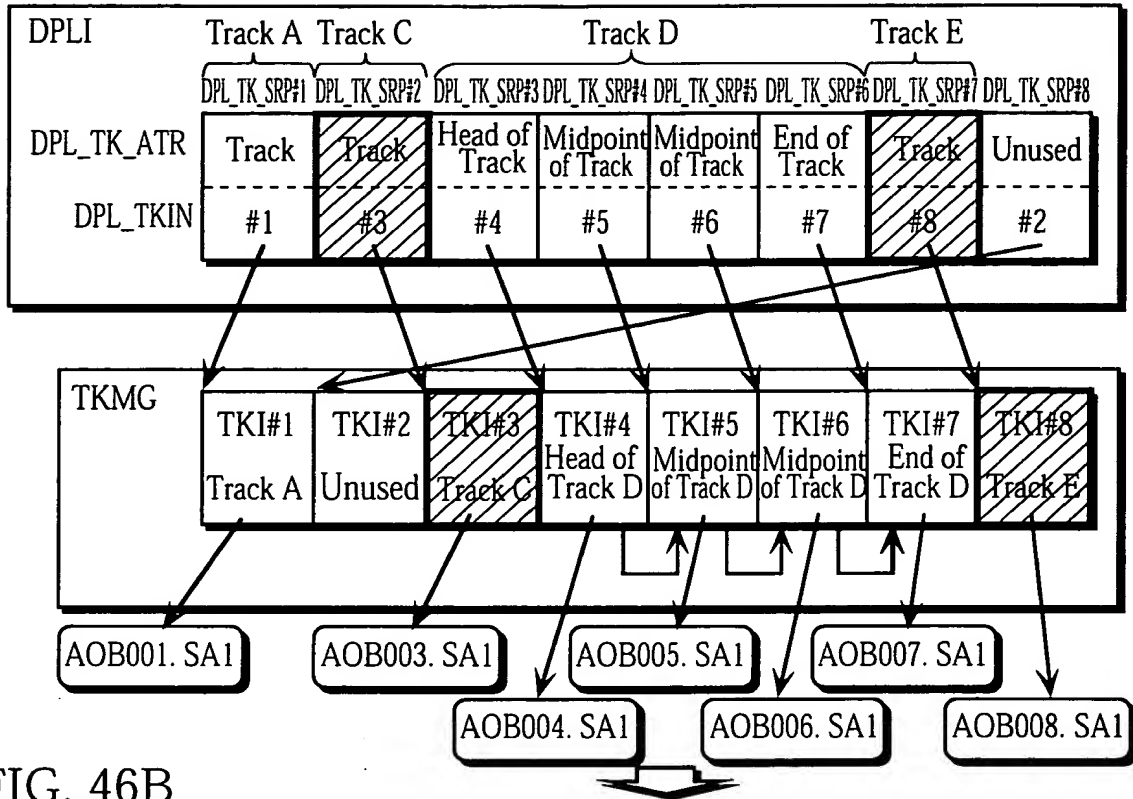 DPLI
Track A Track C Track D Track E
DPL_TK_SRP#1 DPL_TK_SRP#2 DPL_TK_SRP#3 DPL_TK_SRP#4 DPL_TK_SRP#5 DPL_TK_SRP#6 DPL_TK_SRP#7 DPL_TK_SRP#8
DPL_TK_ATR
Track
Track
Head of
Track
Midpoint
of Track
Midpoint
of Track
End of
Track
Track
Unused
DPL_TKIN
#1 #3 #4 #5 #6 #7 #8 #2
TKMG
TKI#1 TKI#2 TKI#3 TKI#4 TKI#5 TKI#6 TKI#7 TKI#8
Track A
Unused
Track C
Head of
Track D
Midpoint
of Track D
Midpoint
of Track D
End of
Track D
Track E
AOB001. SA1 AOB003. SA1 AOB005. SA1 AOB007. SA1
AOB004. SA1 AOB006. SA1 AOB008. SA1
FIG. 46B